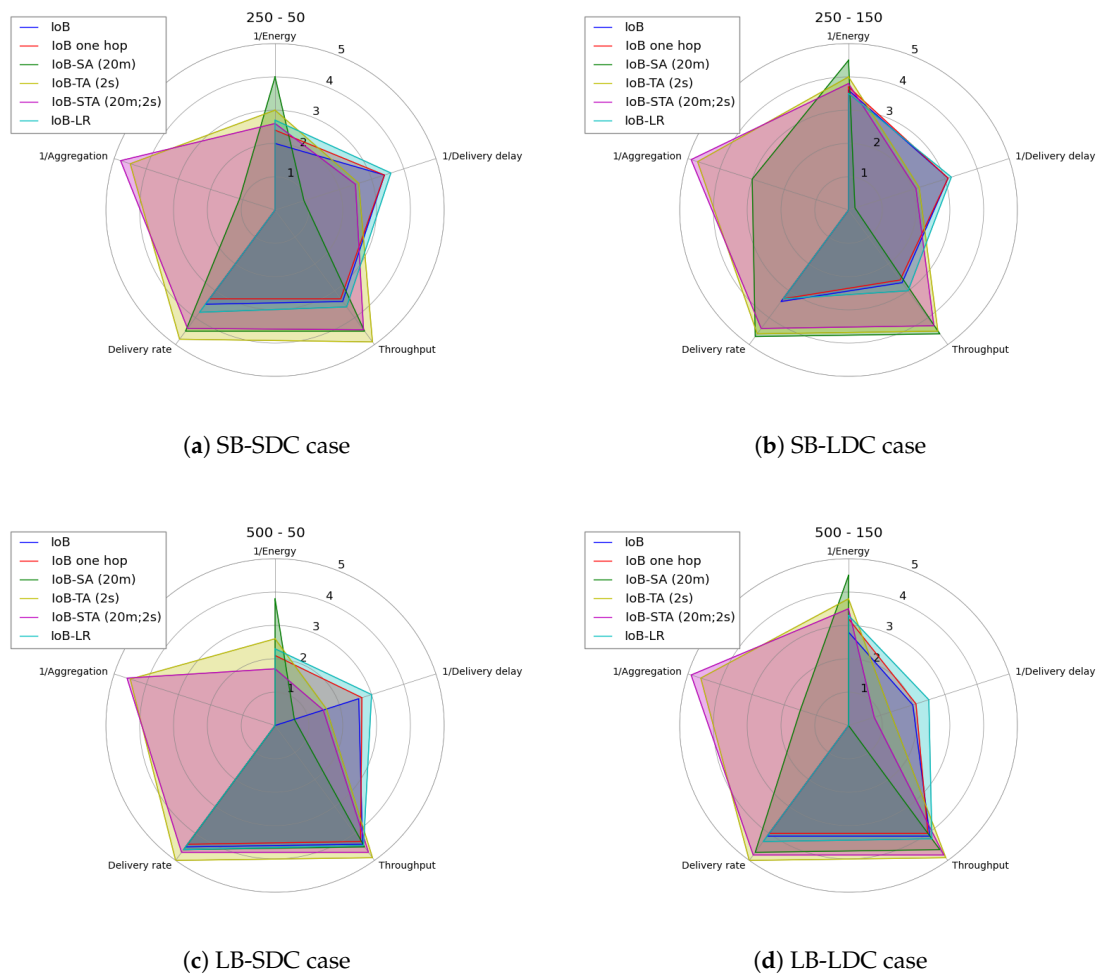 250 - 50
IoB
IoB one hop
IoB-SA (20m)
IoB-TA (2s)
IoB-STA (20m;2s)
IoB-LR
1/Energy
5
4
3
2
1
1/Delivery delay
1/Aggregation
Delivery rate
Throughput
(a) SB-SDC case
250 - 150
IoB
IoB one hop
IoB-SA (20m)
IoB-TA (2s)
IoB-STA (20m;2s)
IoB-LR
1/Energy
5
4
3
2
1
1/Delivery delay
1/Aggregation
Delivery rate
Throughput
(b) SB-LDC case
500 - 50
IoB
IoB one hop
IoB-SA (20m)
IoB-TA (2s)
IoB-STA (20m;2s)
IoB-LR
1/Energy
5
4
3
2
1
1/Delivery delay
1/Aggregation
Delivery rate
Throughput
(c) LB-SDC case
500 - 150
IoB
IoB one hop
IoB-SA (20m)
IoB-TA (2s)
IoB-STA (20m;2s)
IoB-LR
1/Energy
5
4
3
2
1
1/Delivery delay
1/Aggregation
Delivery rate
Throughput
(d) LB-LDC case